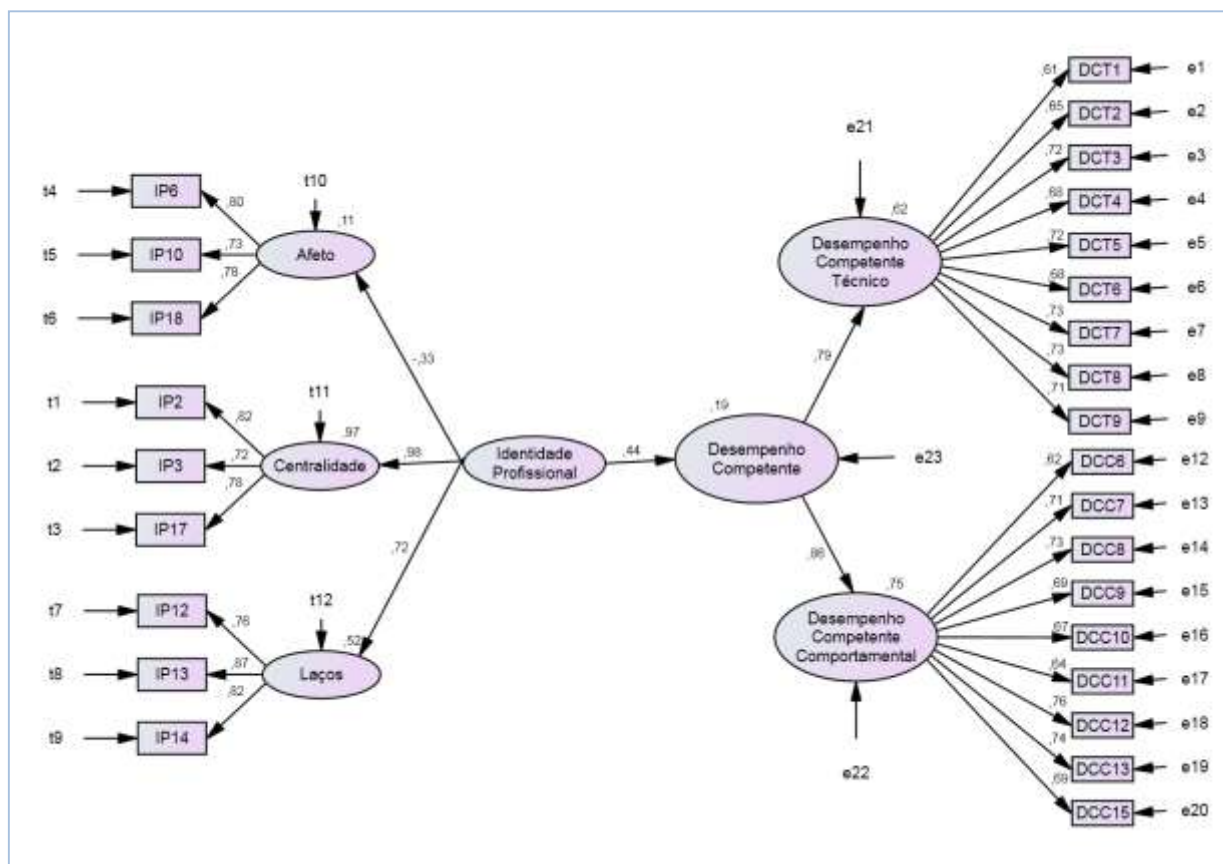 t4
IP6
,80
t5
IP10
,73
t6
IP18
,78
t10
,11
Afeto
-,33
t1
IP2
,82
t2
IP3
,72
t3
IP17
,78
t11
,97
Centralidade
,98
t7
IP12
,76
t8
IP13
,87
t9
IP14
,82
t12
,52
Laços
,72
Identidade
Profissional
,44
,19
Desempenho
Competente
e23
,79
e21
,62
Desempenho
Competente
Técnico
,86
,75
Desempenho
Competente
Comportamental
e22
,61
DCT1
e1
,65
DCT2
e2
,72
DCT3
e3
,68
DCT4
e4
,72
DCT5
e5
,68
DCT6
e6
,73
DCT7
e7
,73
DCT8
e8
,71
DCT9
e9
,62
DCC6
e12
,71
DCC7
e13
,73
DCC8
e14
,69
DCC9
e15
,67
DCC10
e16
,64
DCC11
e17
,76
DCC12
e18
,74
DCC13
e19
,69
DCC15
e20